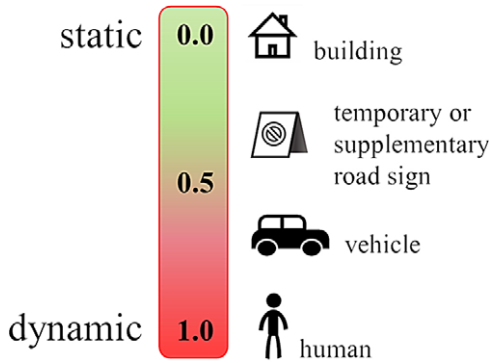 static
0.0
building
temporary or
supplementary
road sign
0.5
vehicle
dynamic
1.0
human